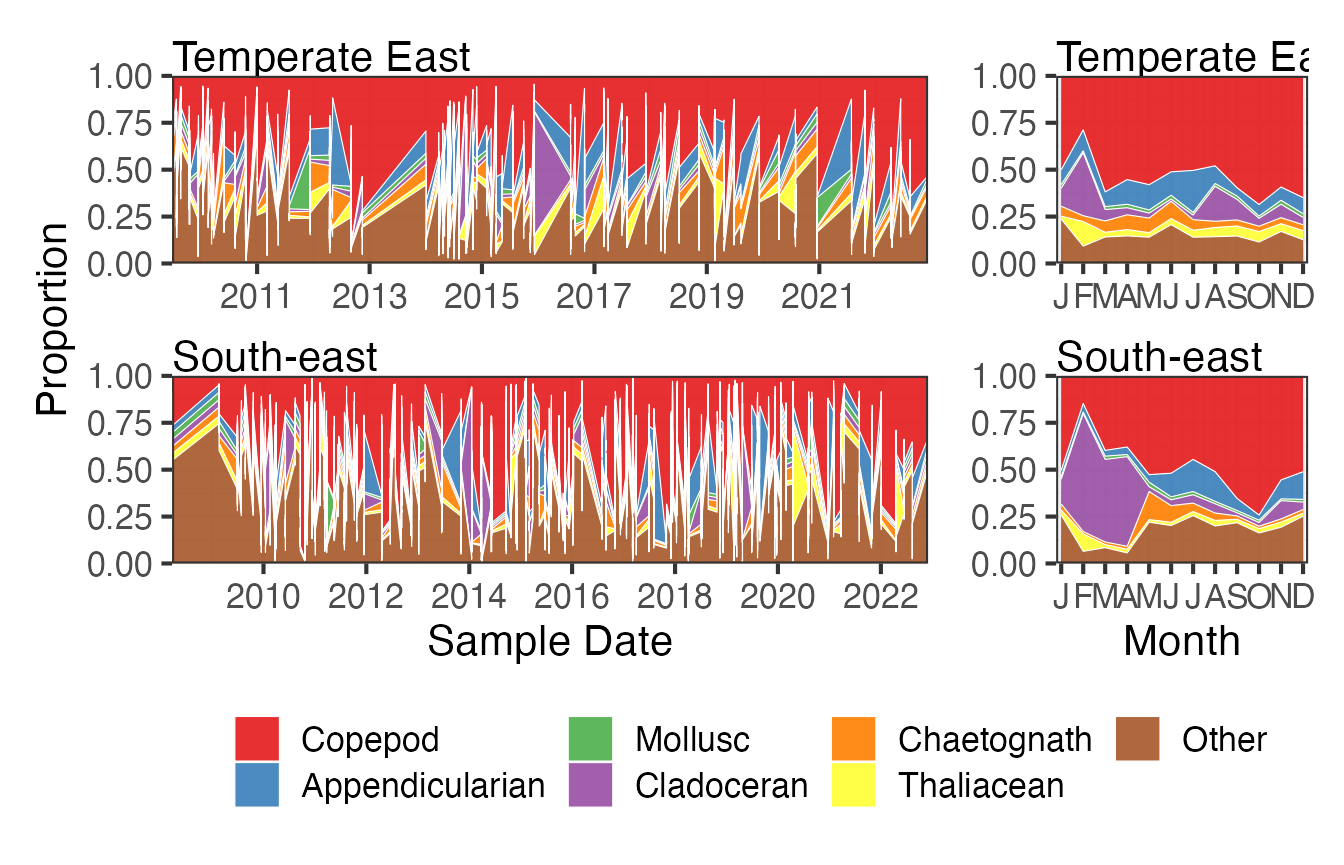 Temperate East
Temperate Ea
1.00
0.75
0.50
0.25
0.00
1.00
0.75
0.50
0.25
0.00
2011 2013 2015 2017 2019 2021
J F M A M J J A S O N D
Proportion
South-east
South-east
1.00
0.75
0.50
0.25
0.00
1.00
0.75
0.50
0.25
0.00
2010 2012 2014 2016 2018 2020 2022
J F M A M J J A S O N D
Sample Date
Month
Copepod Mollusc Chaetognath Other
Appendicularian Cladoceran Thaliacean